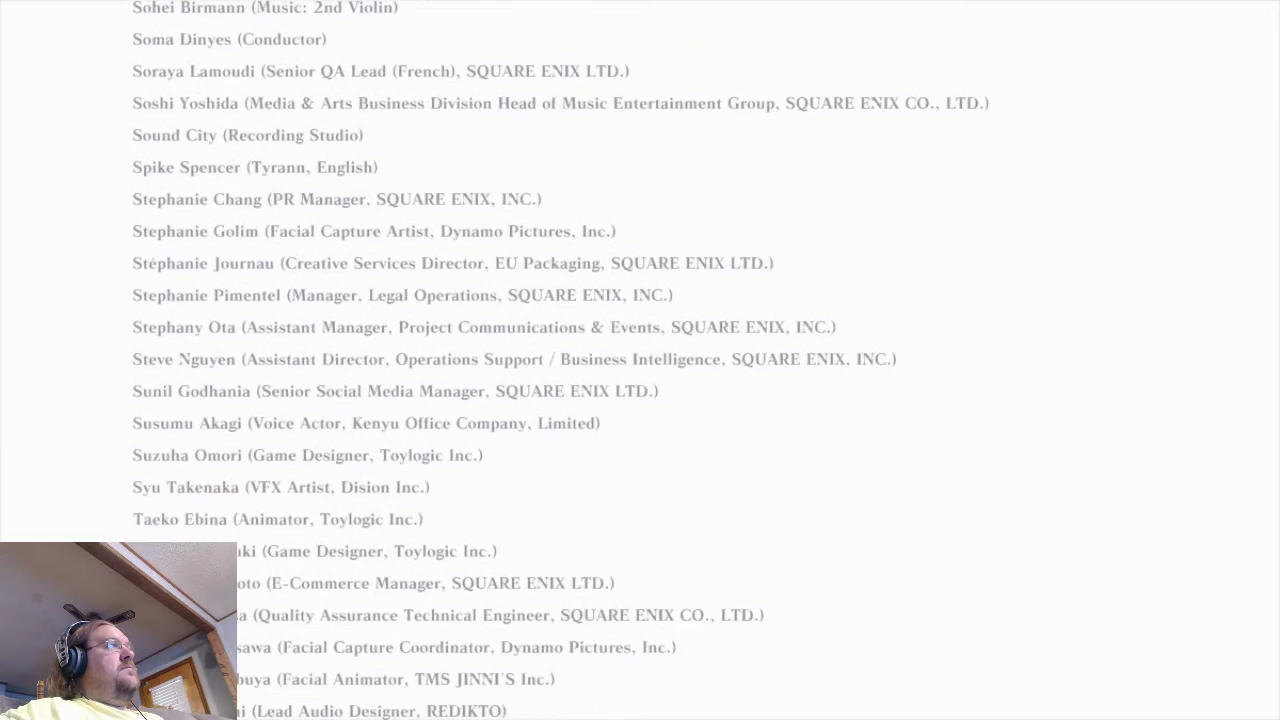 Sohei Birmann (Music: 2nd Violin)
Soma Dinyes (Conductor)
Soraya Lamoudi (Senior QA Lead (French), SQUARE ENIX LTD.)
Soshi Yoshida (Media & Arts Business Division Head of Music Entertainment Group, SQUARE ENIX CO., LTD.)
Sound City (Recording Studio)
Spike Spencer (Tyrann, English)
Stephanie Chang (PR Manager, SQUARE ENIX, INC.)
Stephanie Golim (Facial Capture Artist, Dynamo Pictures, Inc.)
Stéphanie Journau (Creative Services Director, EU Packaging, SQUARE ENIX LTD.)
Stephanie Pimentel (Manager, Legal Operations, SQUARE ENIX, INC.)
Stephany Ota (Assistant Manager, Project Communications & Events, SQUARE ENIX, INC.)
Steve Nguyen (Assistant Director, Operations Support / Business Intelligence, SQUARE ENIX, INC.)
Sunil Godhania (Senior Social Media Manager, SQUARE ENIX LTD.)
Susumu Akagi (Voice Actor, Kenyu Office Company, Limited)
Suzuha Omori (Game Designer, Toylogic Inc.)
Syu Takenaka (VFX Artist, Dision Inc.)
Taeko Ebina (Animator, Toylogic Inc.)
(Game Designer, Toylogic Inc.)
(E-Commerce Manager, SQUARE ENIX LTD.)
(Quality Assurance Technical Engineer, SQUARE ENIX CO., LTD.)
(Facial Capture Coordinator, Dynamo Pictures, Inc.)
(Facial Animator, TMS JINNI'S Inc.)
(Lead Audio Designer, REDIKTO)